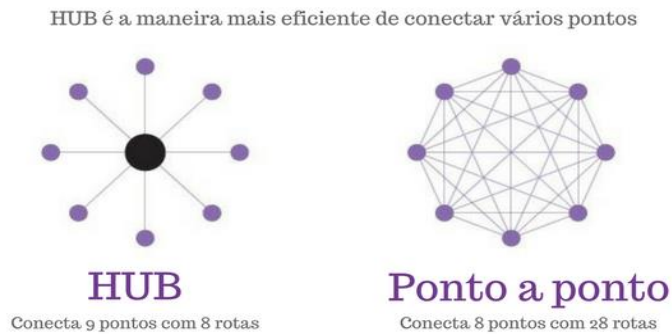 HUB é a maneira mais eficiente de conectar vários pontos
HUB
Conecta 9 pontos com 8 rotas
Ponto a ponto
Conecta 8 pontos com 28 rotas